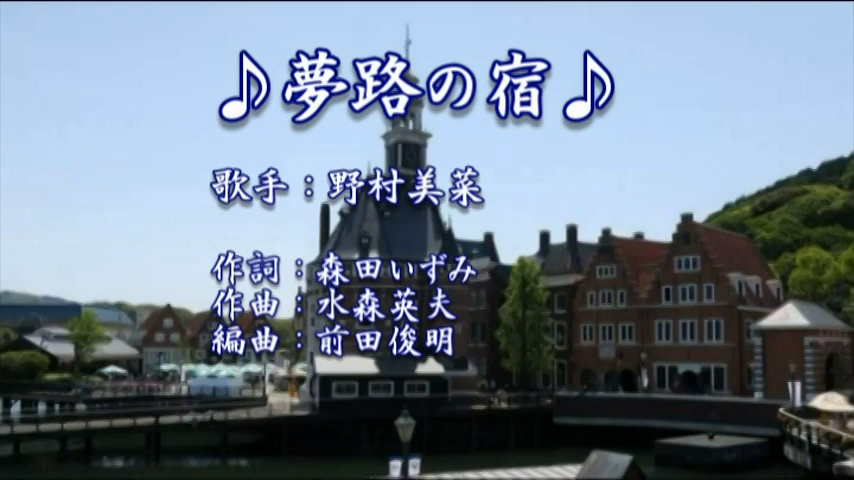 ♪夢路の宿♪
歌手：野村美菜
作詞：森田いずみ
作曲：水森英夫
編曲：前田俊明